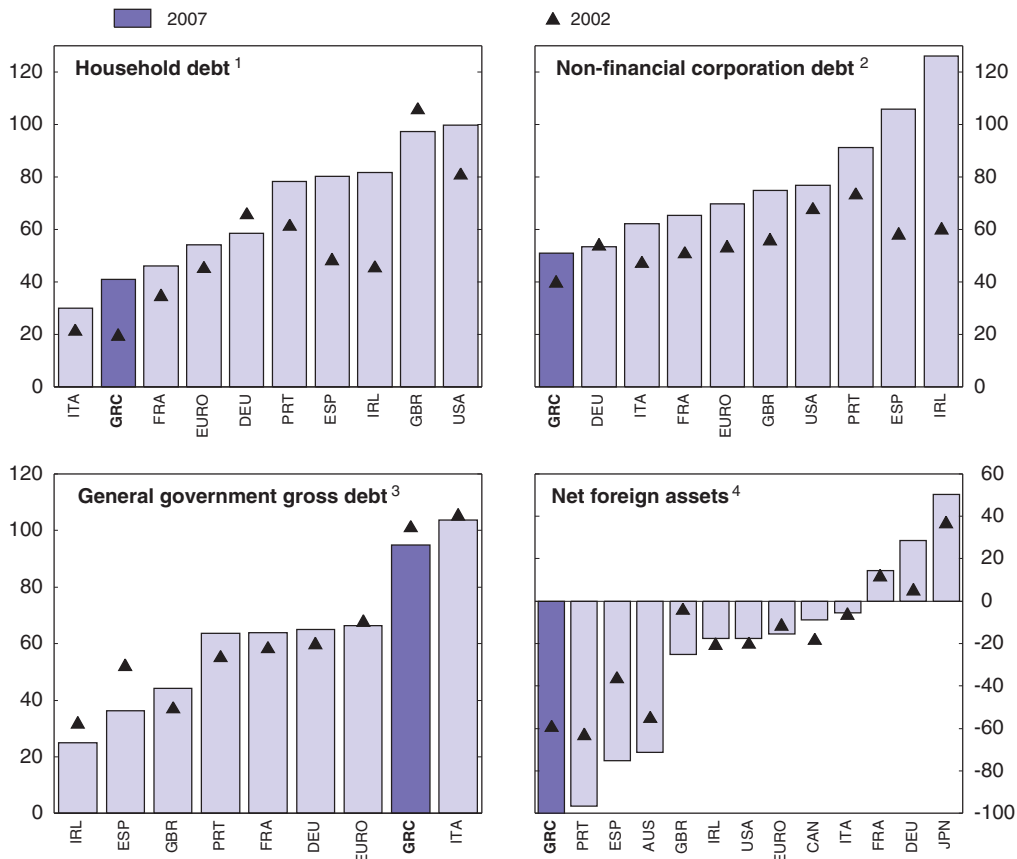 2007
2002
Household debt 1
120
100
80
60
40
20
0
ITA
GRC
FRA
EURO
DEU
PRT
ESP
IRL
GBR
USA
Non-financial corporation debt 2
120
100
80
60
40
20
0
GRC
DEU
ITA
FRA
EURO
GBR
USA
PRT
ESP
IRL
General government gross debt 3
120
100
80
60
40
20
0
IRL
ESP
GBR
PRT
FRA
DEU
EURO
GRC
ITA
Net foreign assets 4
60
40
20
0
-20
-40
-60
-80
-100
GRC
PRT
ESP
AUS
GBR
IRL
USA
EURO
CAN
ITA
FRA
DEU
JPN